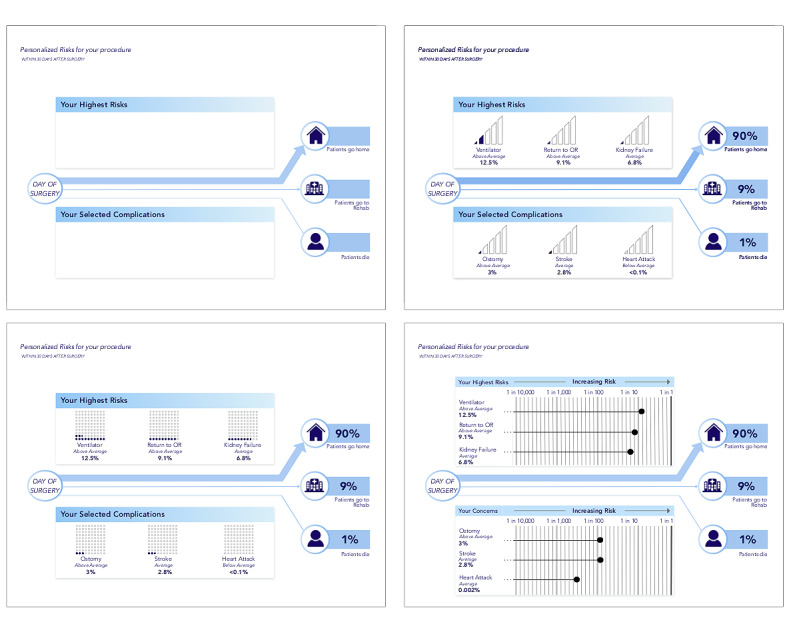 Personalized Risks for your procedure
WITHIN 30 DAYS AFTER SURGERY
Your Highest Risks
Patients go home
DAY OF
SURGERY
Patients go to
Rehab
Your Selected Complications
Patients die
Personalized Risks for your procedure
WITHIN 30 DAYS AFTER SURGERY
Your Highest Risks
Ventilator Return to OR Kidney Failure
Above Average Above Average Above Average
12.5% 9.1% 6.8%
90%
Patients go home
DAY OF
SURGERY
9%
Patients go to
Rehab
Your Selected Complications
Ostomy Stroke Heart Attack
Above Average Average Below Average
3% 2.8% <0.1%
1%
Patients die
Personalized Risks for your procedure
WITHIN 30 DAYS AFTER SURGERY
Your Highest Risks
Ventilator Return to OR Kidney Failure
Above Average Above Average Above Average
12.5% 9.1% 6.8%
90%
Patients go home
DAY OF
SURGERY
9%
Patients go to
Rehab
Your Selected Complications
Ostomy Stroke Heart Attack
Above Average Average Below Average
3% 2.8% <0.1%
1%
Patients die
Personalized Risks for your procedure
WITHIN 30 DAYS AFTER SURGERY
Your Highest Risks Increasing Risk
1 in 10,000 1 in 1,000 1 in 100 1 in 10 1 in 1
Ventilator
Above Average
12.5%
Return to OR
Above Average
9.1%
Kidney Failure
Above Average
6.8%
90%
Patients go home
DAY OF
SURGERY
9%
Patients go to
Rehab
Your Concerns Increasing Risk
1 in 10,000 1 in 1,000 1 in 100 1 in 10 1 in 1
Ostomy
Above Average
3%
Stroke
Average
2.8%
Heart Attack
Average
0.002%
1%
Patients die